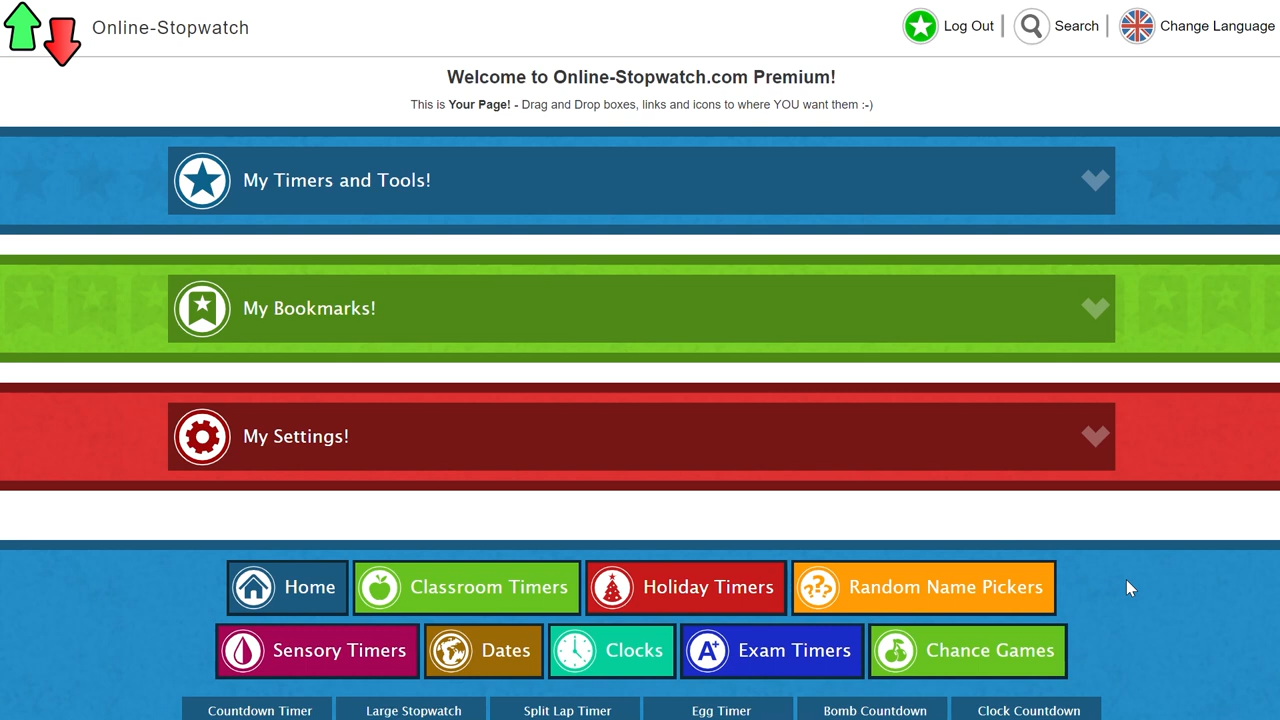 Online-Stopwatch
Log Out
Search
Change Language
Welcome to Online-Stopwatch.com Premium!
This is Your Page! - Drag and Drop boxes, links and icons to where YOU want them :-)
My Timers and Tools!
My Bookmarks!
My Settings!
Home
Classroom Timers
Holiday Timers
??? Random Name Pickers
Sensory Timers
Dates
Clocks
A+ Exam Timers
Chance Games
Countdown Timer
Large Stopwatch
Split Lap Timer
Egg Timer
Bomb Countdown
Clock Countdown